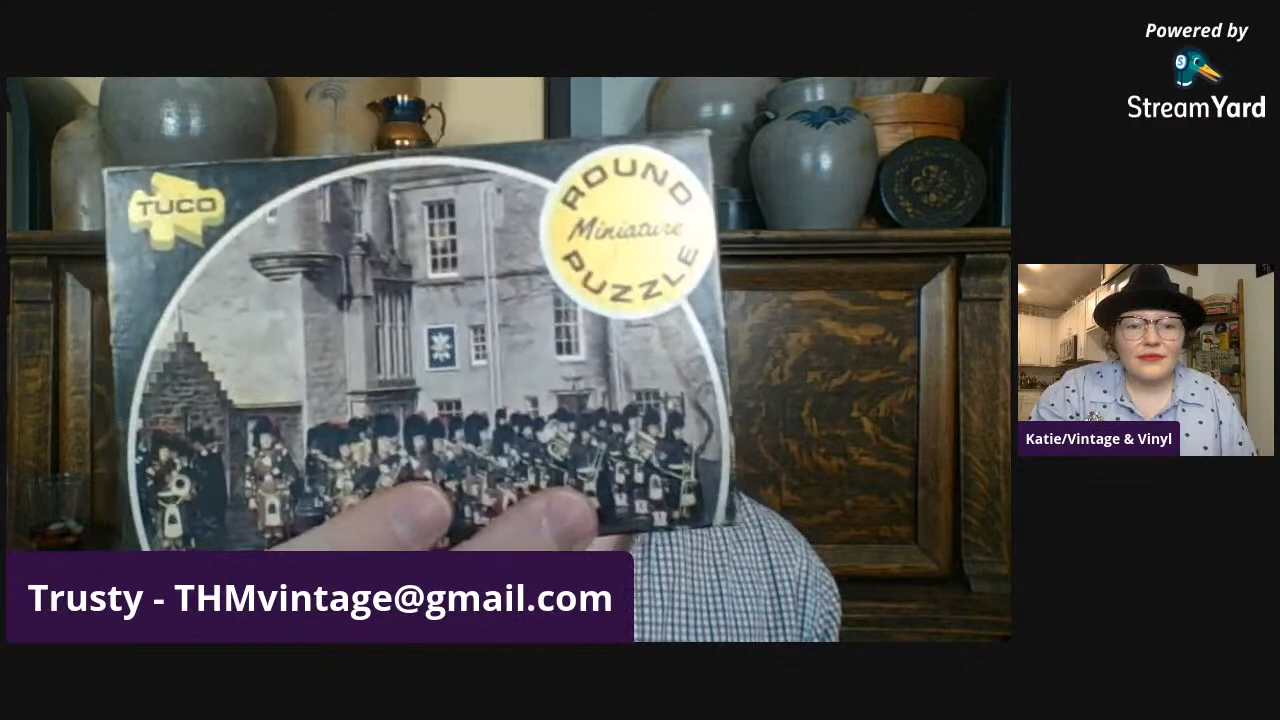 Powered by
StreamYard
TUCO
ROUND
Miniature
PUZZLE
Katie/Vintage & Vinyl
Trusty - THMvintage@gmail.com